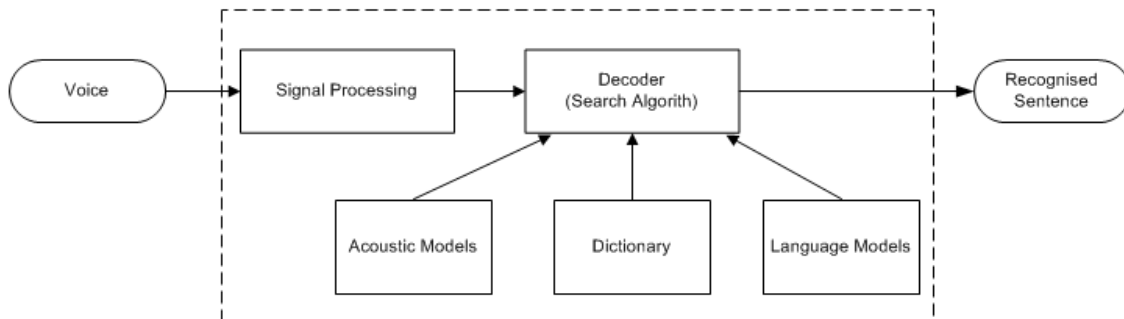 Voice
Signal Processing
Decoder
(Search Algorith)
Recognised
Sentence
Acoustic Models
Dictionary
Language Models